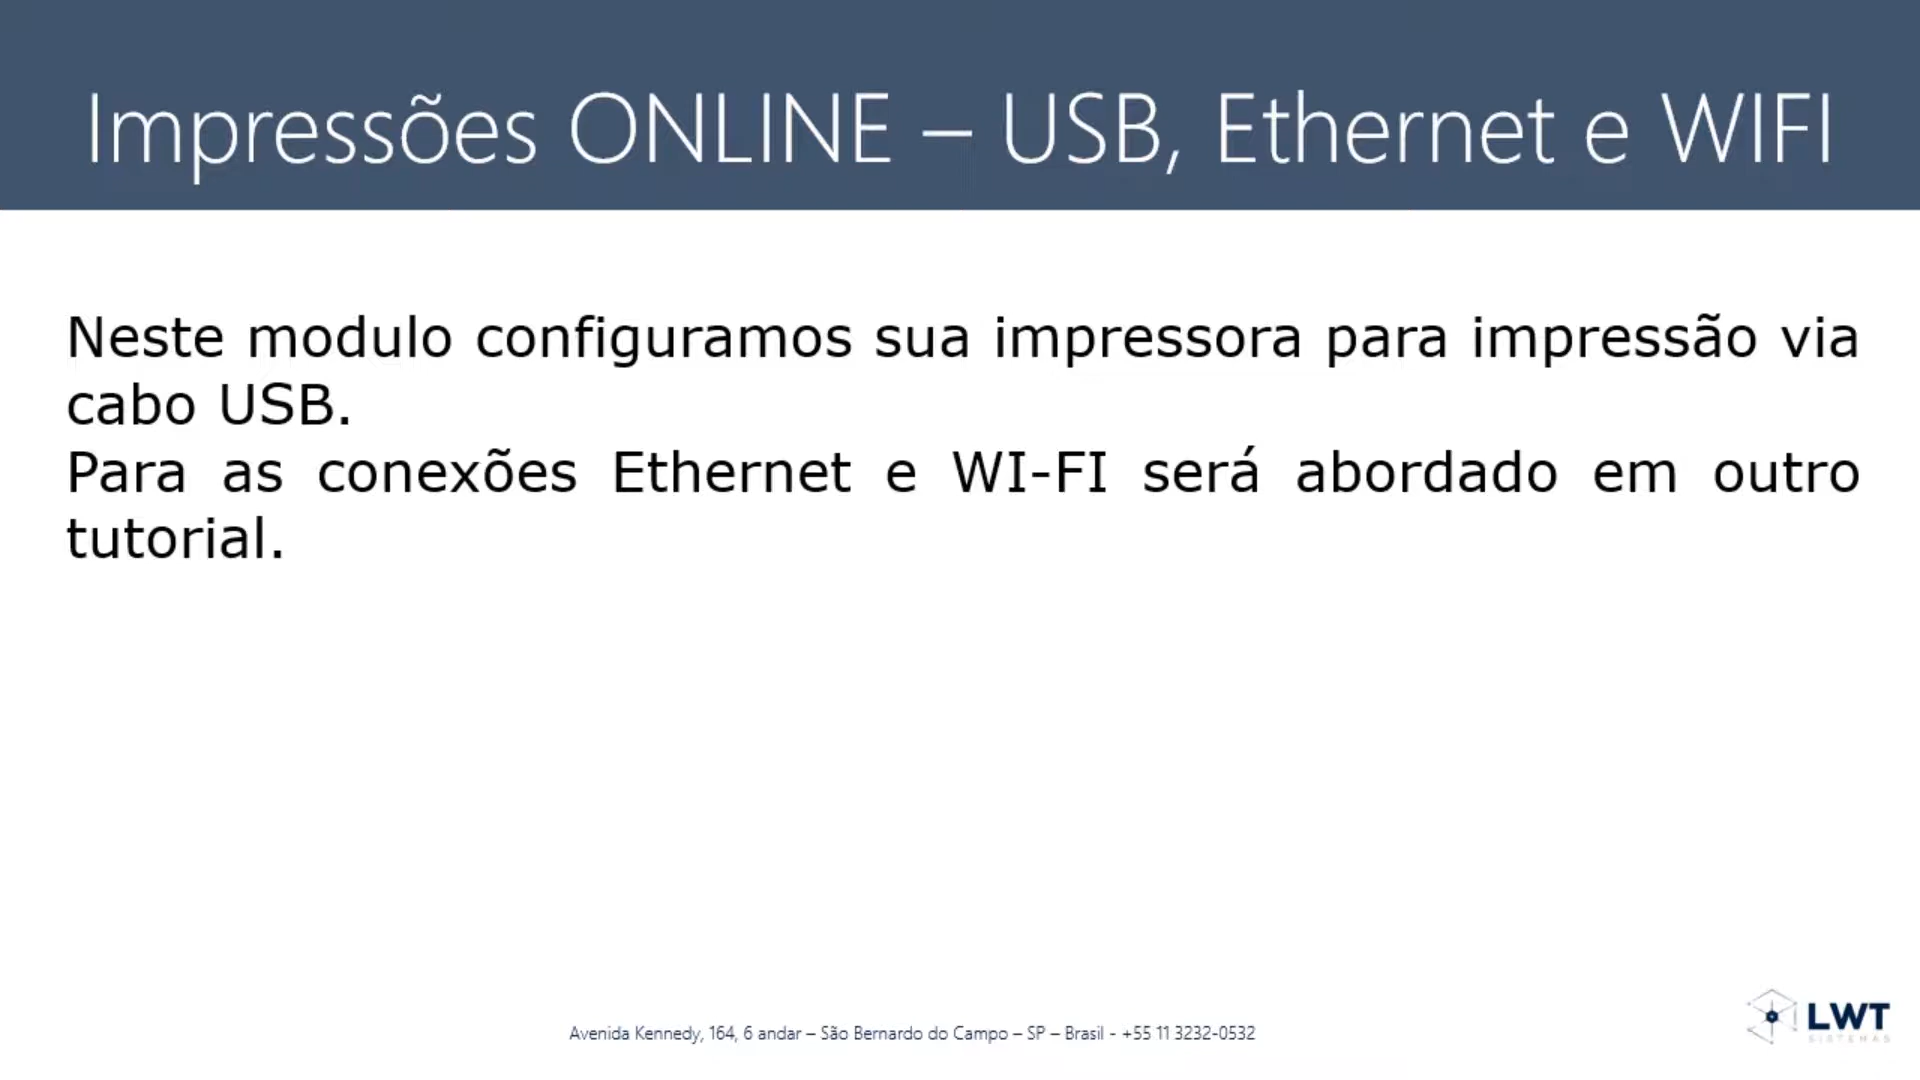 Impressões ONLINE – USB, Ethernet e WIFI
Neste modulo configuramos sua impressora para impressão via
cabo USB.
Para as conexões Ethernet e WI-FI será abordado em outro
tutorial.
Avenida Kennedy, 164, 6 andar – São Bernardo do Campo – SP – Brasil - +55 11 3232-0532
LWT
SISTEMAS